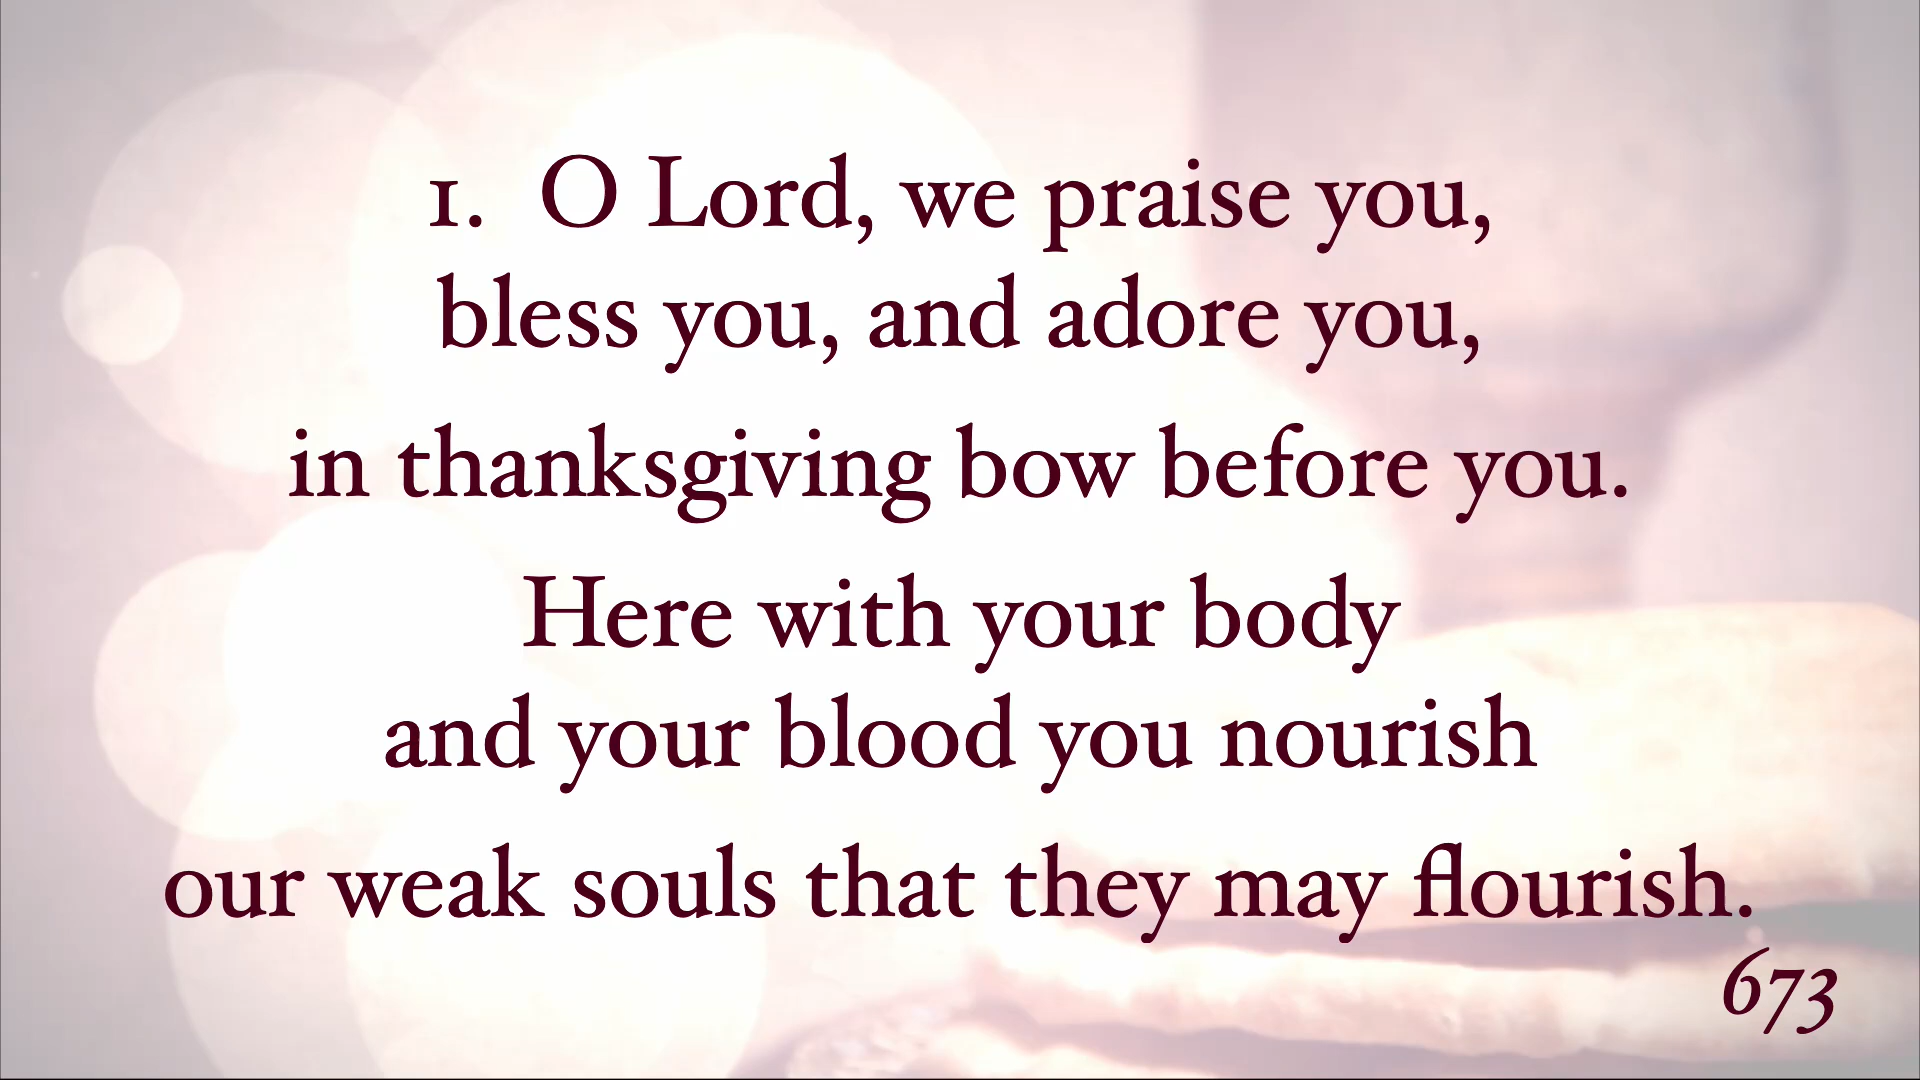 1. O Lord, we praise you,
bless you, and adore you,
in thanksgiving bow before you.
Here with your body
and your blood you nourish
our weak souls that they may flourish.
673